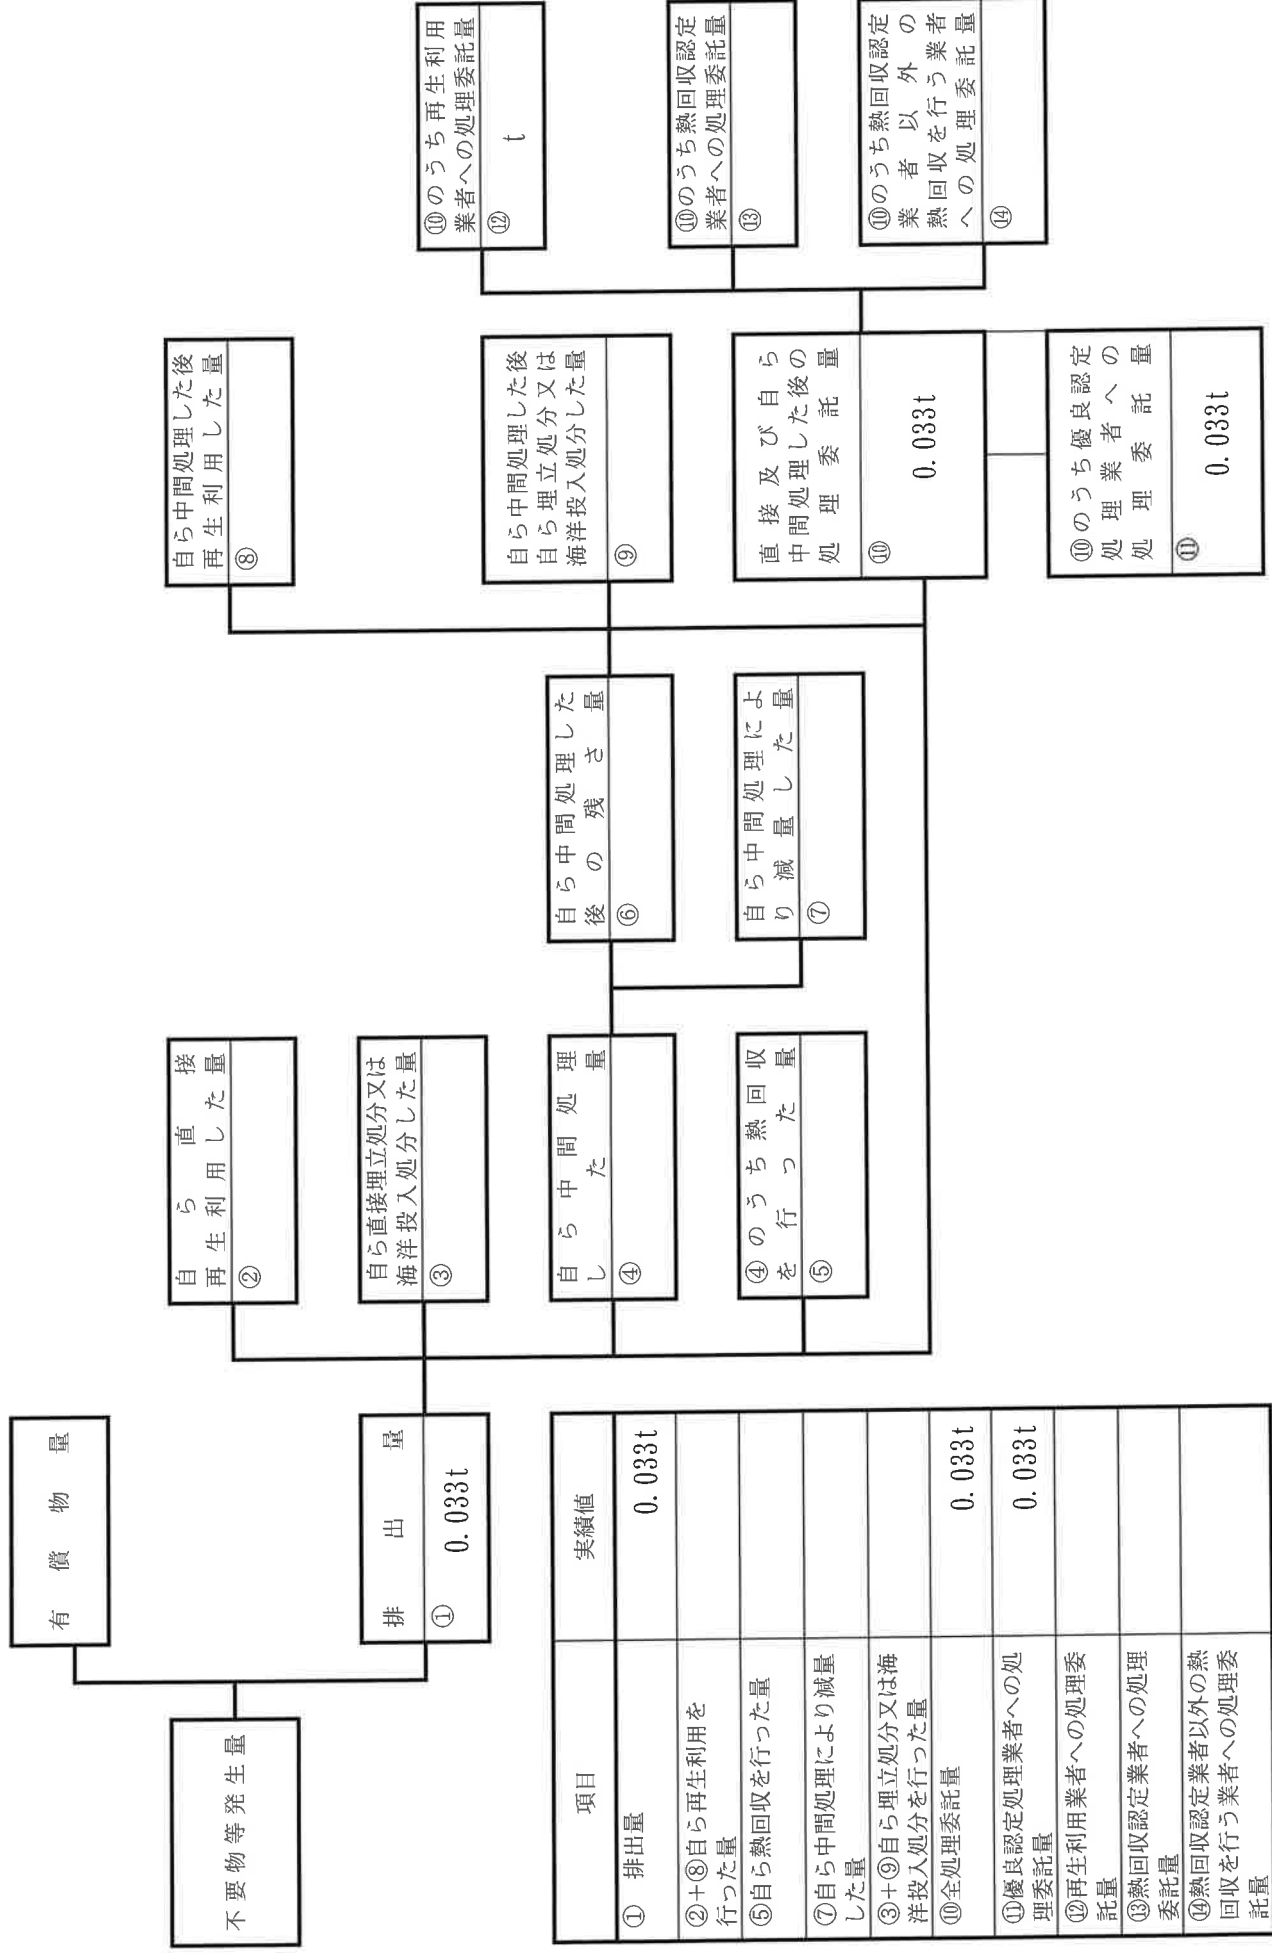 不要物等発生量
有償物量
排出量
① 0.033t
自ら直接
再生利用した量
②
自ら直接埋立処分又は
海洋投入処分した量
③
自ら中間処理
した量
④
④のうち熱回収
を行った量
⑤
自ら中間処理した
後の残さ量
⑥
自ら中間処理によ
り減量した量
⑦
自ら中間処理した後
再生利用した量
⑧
自ら中間処理した後
自ら埋立処分又は
海洋投入処分した量
⑨
直接及び自ら
中間処理した後の
処理委託量
⑩ 0.033t
⑩のうち優良認定
処理業者への
処理委託量
⑪ 0.033t
⑩のうち再生利用
業者への処理委託量
⑫ t
⑩のうち熱回収認定
業者への処理委託量
⑬
⑩のうち熱回収認定
業者以外の
熱回収を行う業者
への処理委託量
⑭
項目 実績値
① 排出量 0.033t
②+⑧自ら再生利用を
行った量
⑤自ら熱回収を行った量
⑦自ら中間処理により減量
した量
③+⑨自ら埋立処分又は海
洋投入処分を行った量
⑩全処理委託量 0.033t
⑪優良認定処理業者への処
理委託量 0.033t
⑫再生利用業者への処理委
託量
⑬熱回収認定業者への処理
委託量
⑭熱回収認定業者以外の熱
回収を行う業者への処理委
託量